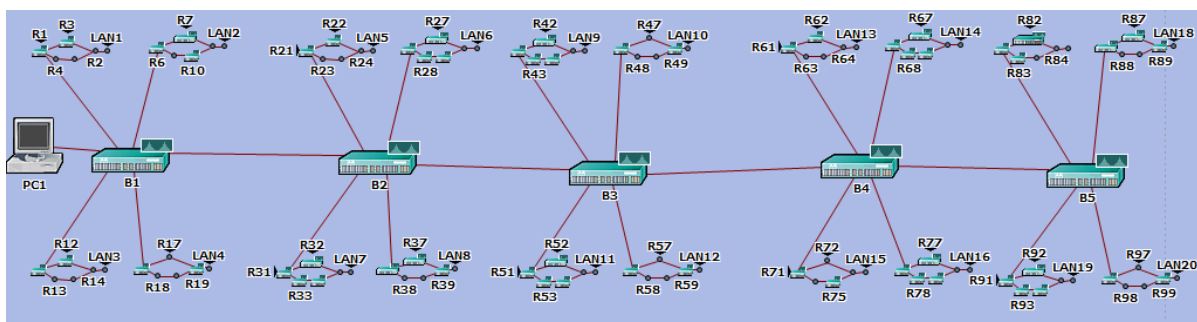 R3
R7
R1
LAN1
LAN2
R4
R2
R6
R10
R22
R27
R21
LAN5
LAN6
R23
R24
R28
R42
R47
LAN9
LAN10
R43
R48
R49
R62
R67
R61
LAN13
LAN14
R63
R64
R68
R82
R87
LAN18
R83
R84
R88
R89
PC1
B1
B2
B3
B4
B5
R12
R17
LAN3
LAN4
R13
R14
R18
R19
R32
R37
R31
LAN7
LAN8
R33
R38
R39
R52
R57
R51
LAN11
LAN12
R53
R58
R59
R72
R77
R71
LAN15
LAN16
R75
R78
R92
R97
R91
LAN19
LAN20
R93
R98
R99